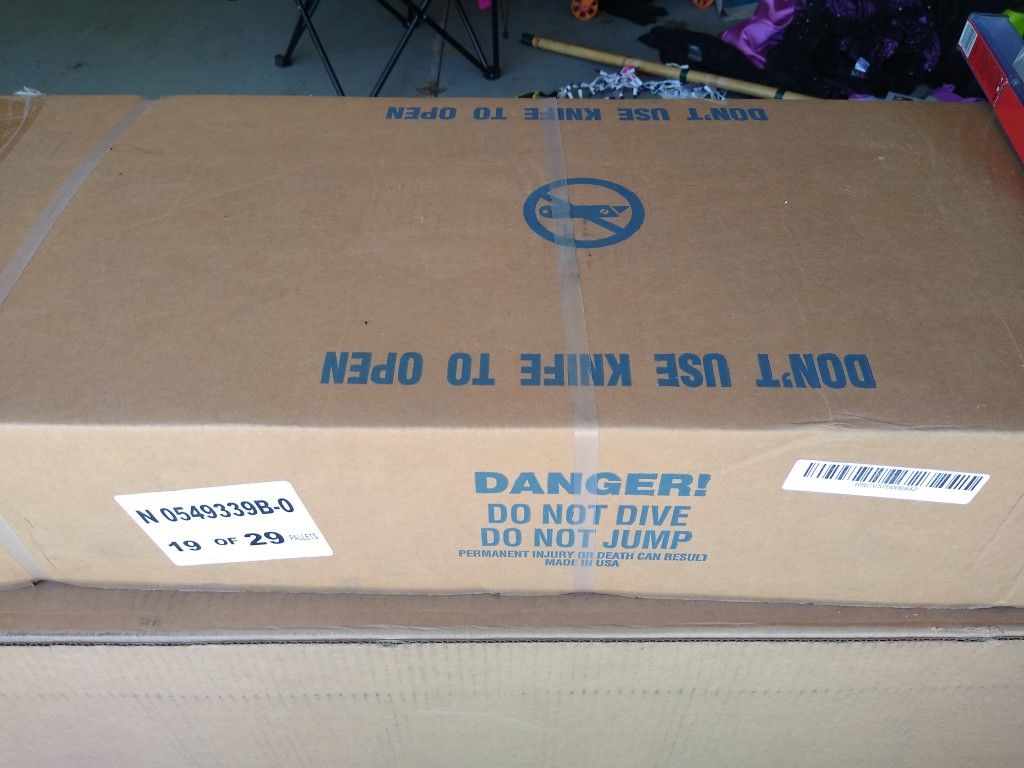 DON'T USE KNIFE TO OPEN
DON'T USE KNIFE TO OPEN
N 0549339B-0
19 OF 29 PALLETS
DANGER!
DO NOT DIVE
DO NOT JUMP
PERMANENT INJURY OR DEATH CAN RESULT
MADE IN USA